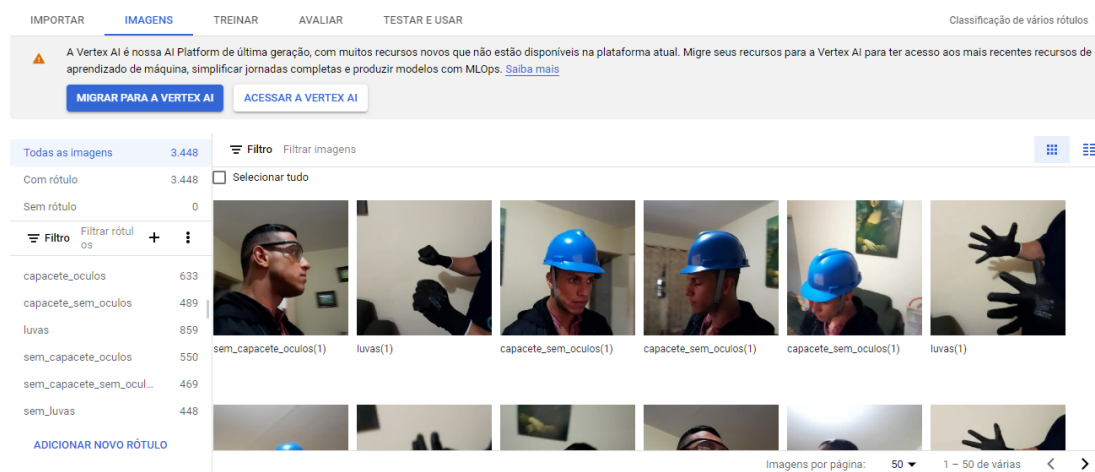 IMPORTAR IMAGENS TREINAR AVALIAR TESTAR E USAR Classificação de vários rótulos
A Vertex AI é nossa AI Platform de última geração, com muitos recursos novos que não estão disponíveis na plataforma atual. Migre seus recursos para a Vertex AI para ter acesso aos mais recentes recursos de
aprendizado de máquina, simplificar jornadas completas e produzir modelos com MLOps. Saiba mais
MIGRAR PARA A VERTEX AI ACESSAR A VERTEX AI
Todas as imagens 3.448
Com rótulo 3.448
Sem rótulo 0
Filtro Filtrar rótul
os
capacete_oculos 633
capacete_sem_oculos 489
luvas 859
sem_capacete_oculos 550
sem_capacete_sem_ocul... 469
sem_luvas 448
ADICIONAR NOVO RÓTULO
Filtro Filtrar imagens
Selecionar tudo
sem_capacete_oculos(1) luvas(1) capacete_sem_oculos(1) capacete_sem_oculos(1) capacete_sem_oculos(1) luvas(1)
Imagens por página: 50 1 – 50 de várias